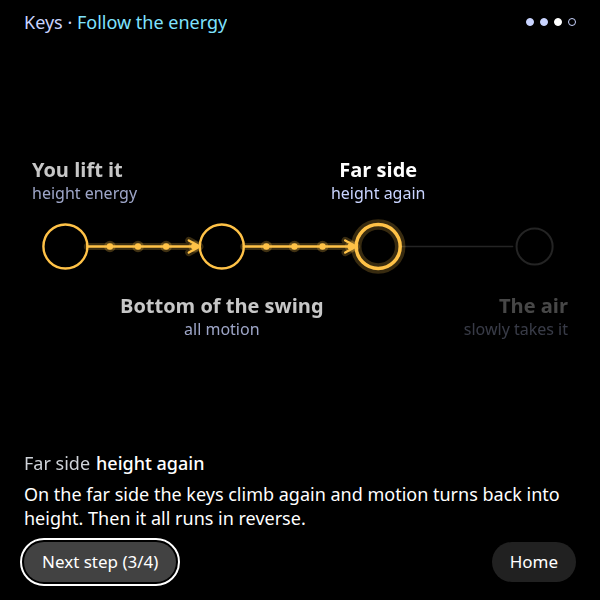 Keys · Follow the energy
You lift it
height energy
Far side
height again
Bottom of the swing
all motion
The air
slowly takes it
Far side height again
On the far side the keys climb again and motion turns back into
height. Then it all runs in reverse.
Next step (3/4)
Home